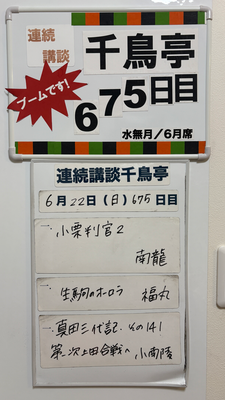 連続
講談
千鳥亭
ブームです!
675日目
水無月/6月席
連続講談千鳥亭
6月22日(日)675日目
一、小栗判官2
南龍
一、生駒のホーロラ
福丸
一、真田三代記 その141
第一次上田合戦へ 小南陵